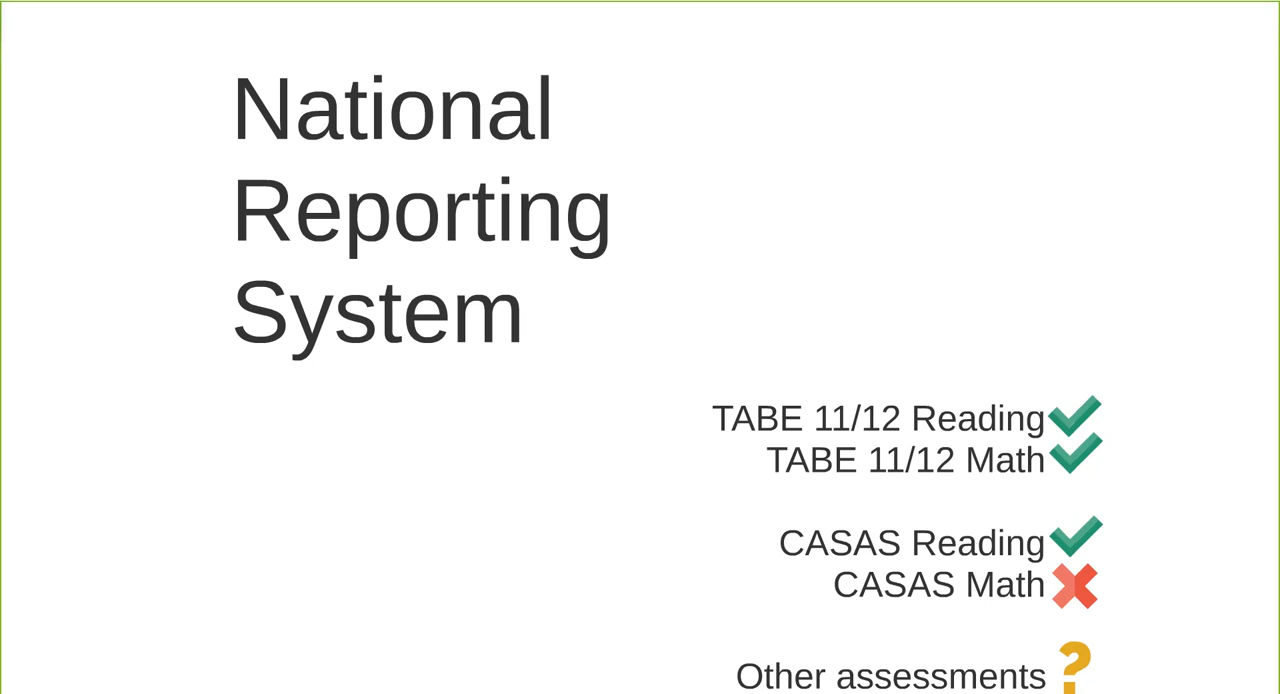 National
Reporting
System
TABE 11/12 Reading
TABE 11/12 Math
CASAS Reading
CASAS Math
Other assessments